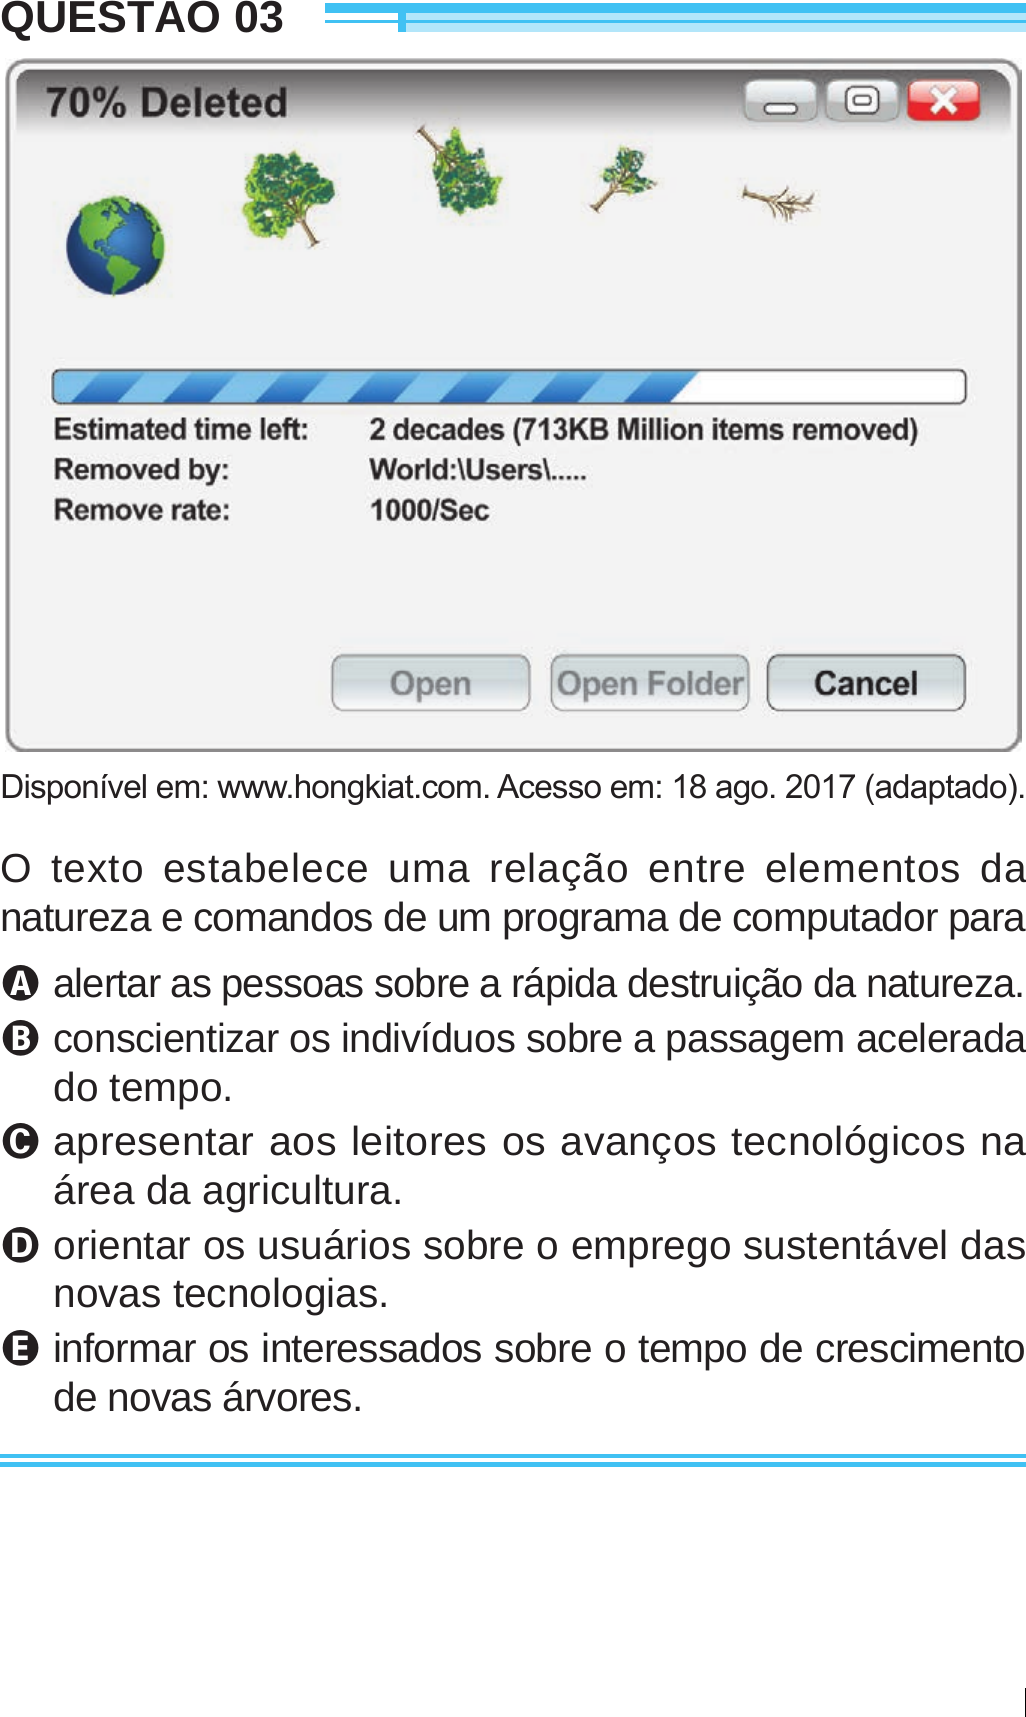 QUESTÃO 03
70% Deleted
Estimated time left: 2 decades (713KB Million items removed)
Removed by: World:\Users\.....
Remove rate: 1000/Sec
Open Open Folder Cancel
Disponível em: www.hongkiat.com. Acesso em: 18 ago. 2017 (adaptado).
O texto estabelece uma relação entre elementos da
natureza e comandos de um programa de computador para
A alertar as pessoas sobre a rápida destruição da natureza.
B conscientizar os indivíduos sobre a passagem acelerada
do tempo.
C apresentar aos leitores os avanços tecnológicos na
área da agricultura.
D orientar os usuários sobre o emprego sustentável das
novas tecnologias.
E informar os interessados sobre o tempo de crescimento
de novas árvores.